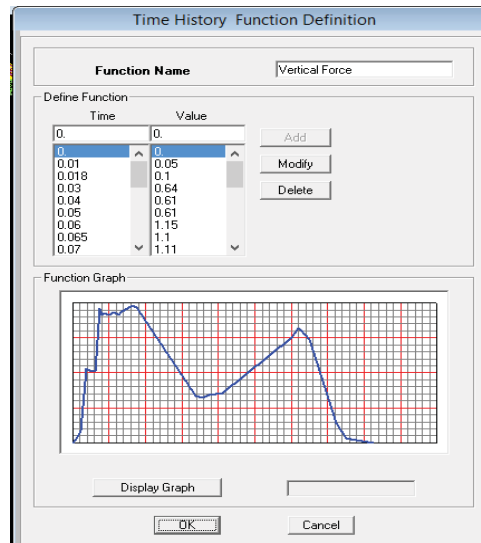 Time History Function Definition
Function Name Vertical Force
Define Function
Time Value
0. 0. Add
0. 0.
0.01 0.05 Modify
0.018 0.1
0.03 0.64 Delete
0.04 0.61
0.05 0.61
0.06 1.15
0.065 1.1
0.07 1.11
Function Graph
Display Graph
OK Cancel